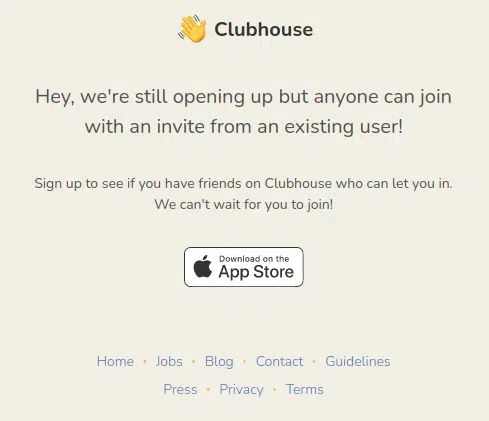 Clubhouse
Hey, we're still opening up but anyone can join
with an invite from an existing user!
Sign up to see if you have friends on Clubhouse who can let you in.
We can't wait for you to join!
Download on the
App Store
Home • Jobs • Blog • Contact • Guidelines
Press • Privacy • Terms